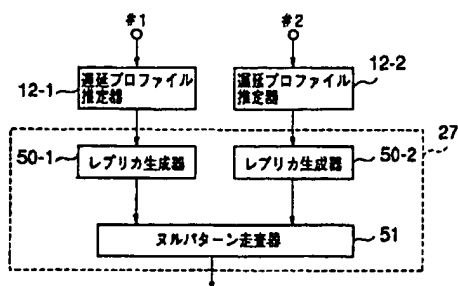 #1
#2
遅延プロファイル
推定器
遅延プロファイル
推定器
12-1
12-2
27
50-1
レプリカ生成器
レプリカ生成器
50-2
ヌルパターン走査器
51